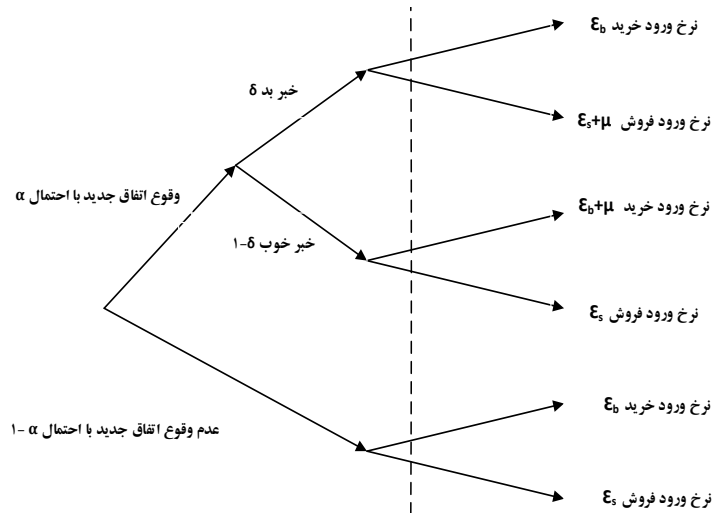 نرخ ورود خرید εb
خبر بد δ
نرخ ورود فروش εs+μ
وقوع اتفاق جدید با احتمال α
نرخ ورود خرید εb+μ
خبر خوب ۱-δ
نرخ ورود فروش εs
نرخ ورود خرید εb
عدم وقوع اتفاق جدید با احتمال ۱- α
نرخ ورود فروش εs